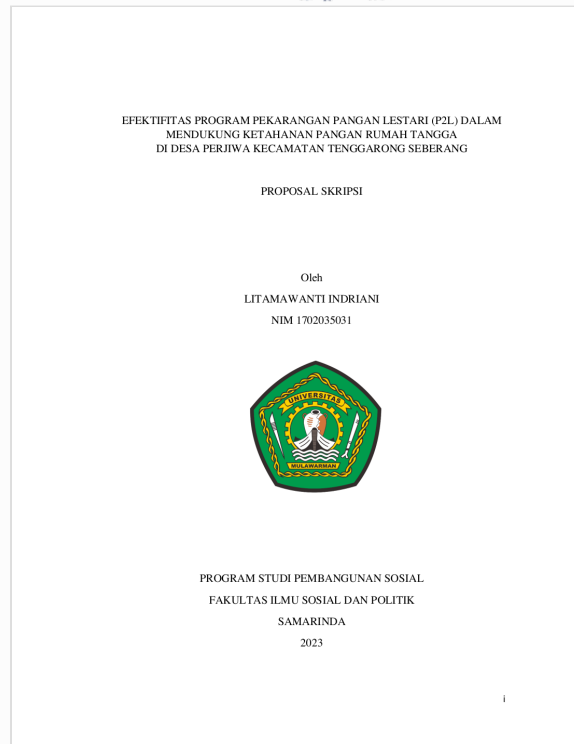 EFEKTIFITAS PROGRAM PEKARANGAN PANGAN LESTARI (P2L) DALAM
MENDUKUNG KETAHANAN PANGAN RUMAH TANGGA
DI DESA PERJIWA KECAMATAN TENGGARONG SEBERANG
PROPOSAL SKRIPSI
Oleh
LITAMAWANTI INDRIANI
NIM 1702035031
UNIVERSITAS
MULAWARMAN
PROGRAM STUDI PEMBANGUNAN SOSIAL
FAKULTAS ILMU SOSIAL DAN POLITIK
SAMARINDA
2023
i